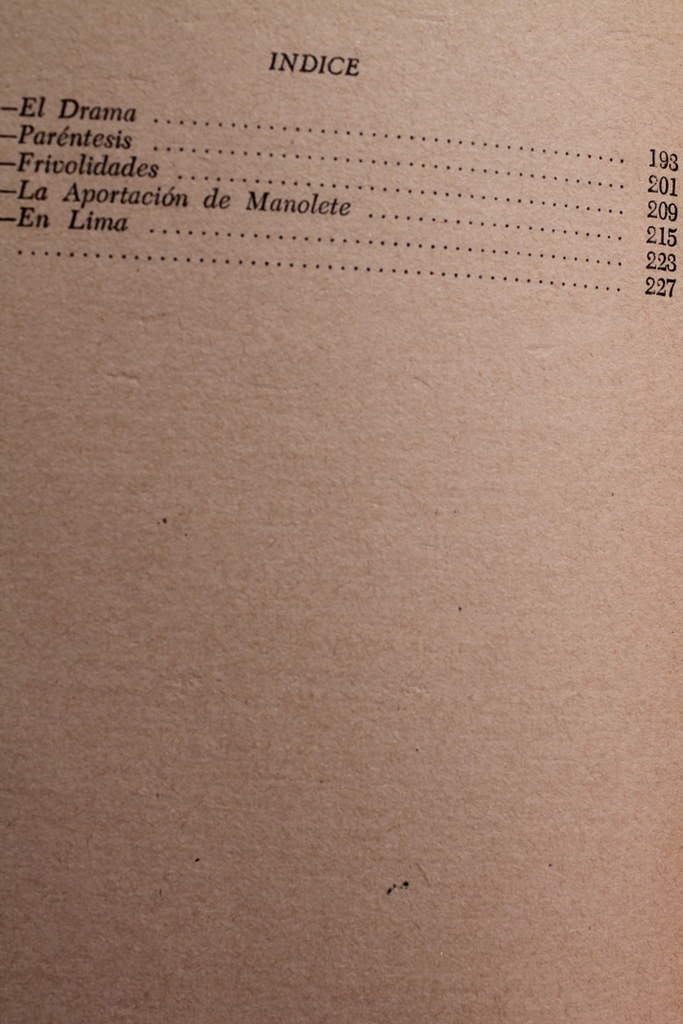 INDICE
—El Drama ........................................ 193
—Paréntesis ........................................ 201
—Frivolidades ........................................ 209
—La Aportación de Manolete ...................... 215
—En Lima ........................................ 223
................................................ 227